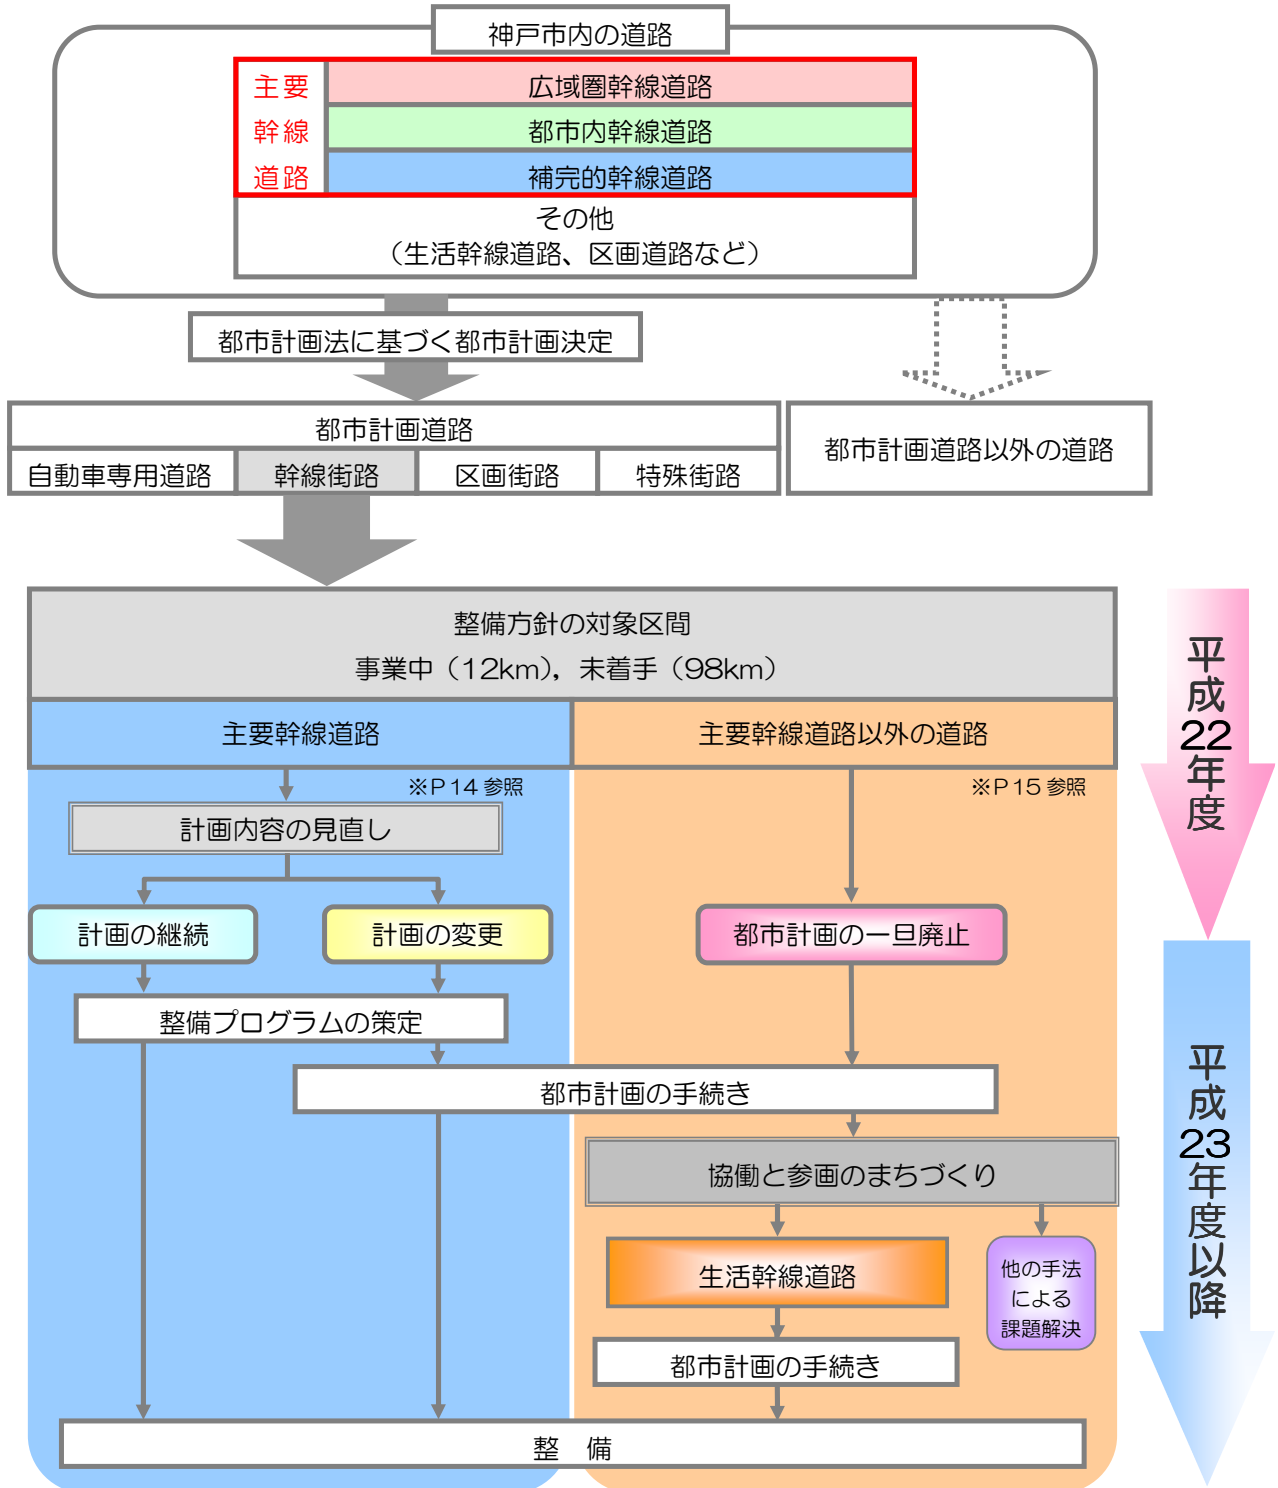 神戸市内の道路
主要
幹線
道路
広域圏幹線道路
都市内幹線道路
補完的幹線道路
その他
（生活幹線道路、区画道路など）
都市計画法に基づく都市計画決定
都市計画道路
自動車専用道路
幹線街路
区画街路
特殊街路
都市計画道路以外の道路
整備方針の対象区間
事業中（12km），未着手（98km）
主要幹線道路
主要幹線道路以外の道路
※P14 参照
※P15 参照
計画内容の見直し
計画の継続
計画の変更
都市計画の一旦廃止
整備プログラムの策定
都市計画の手続き
協働と参画のまちづくり
生活幹線道路
他の手法
による
課題解決
都市計画の手続き
整　備
平成22年度
平成23年度以降